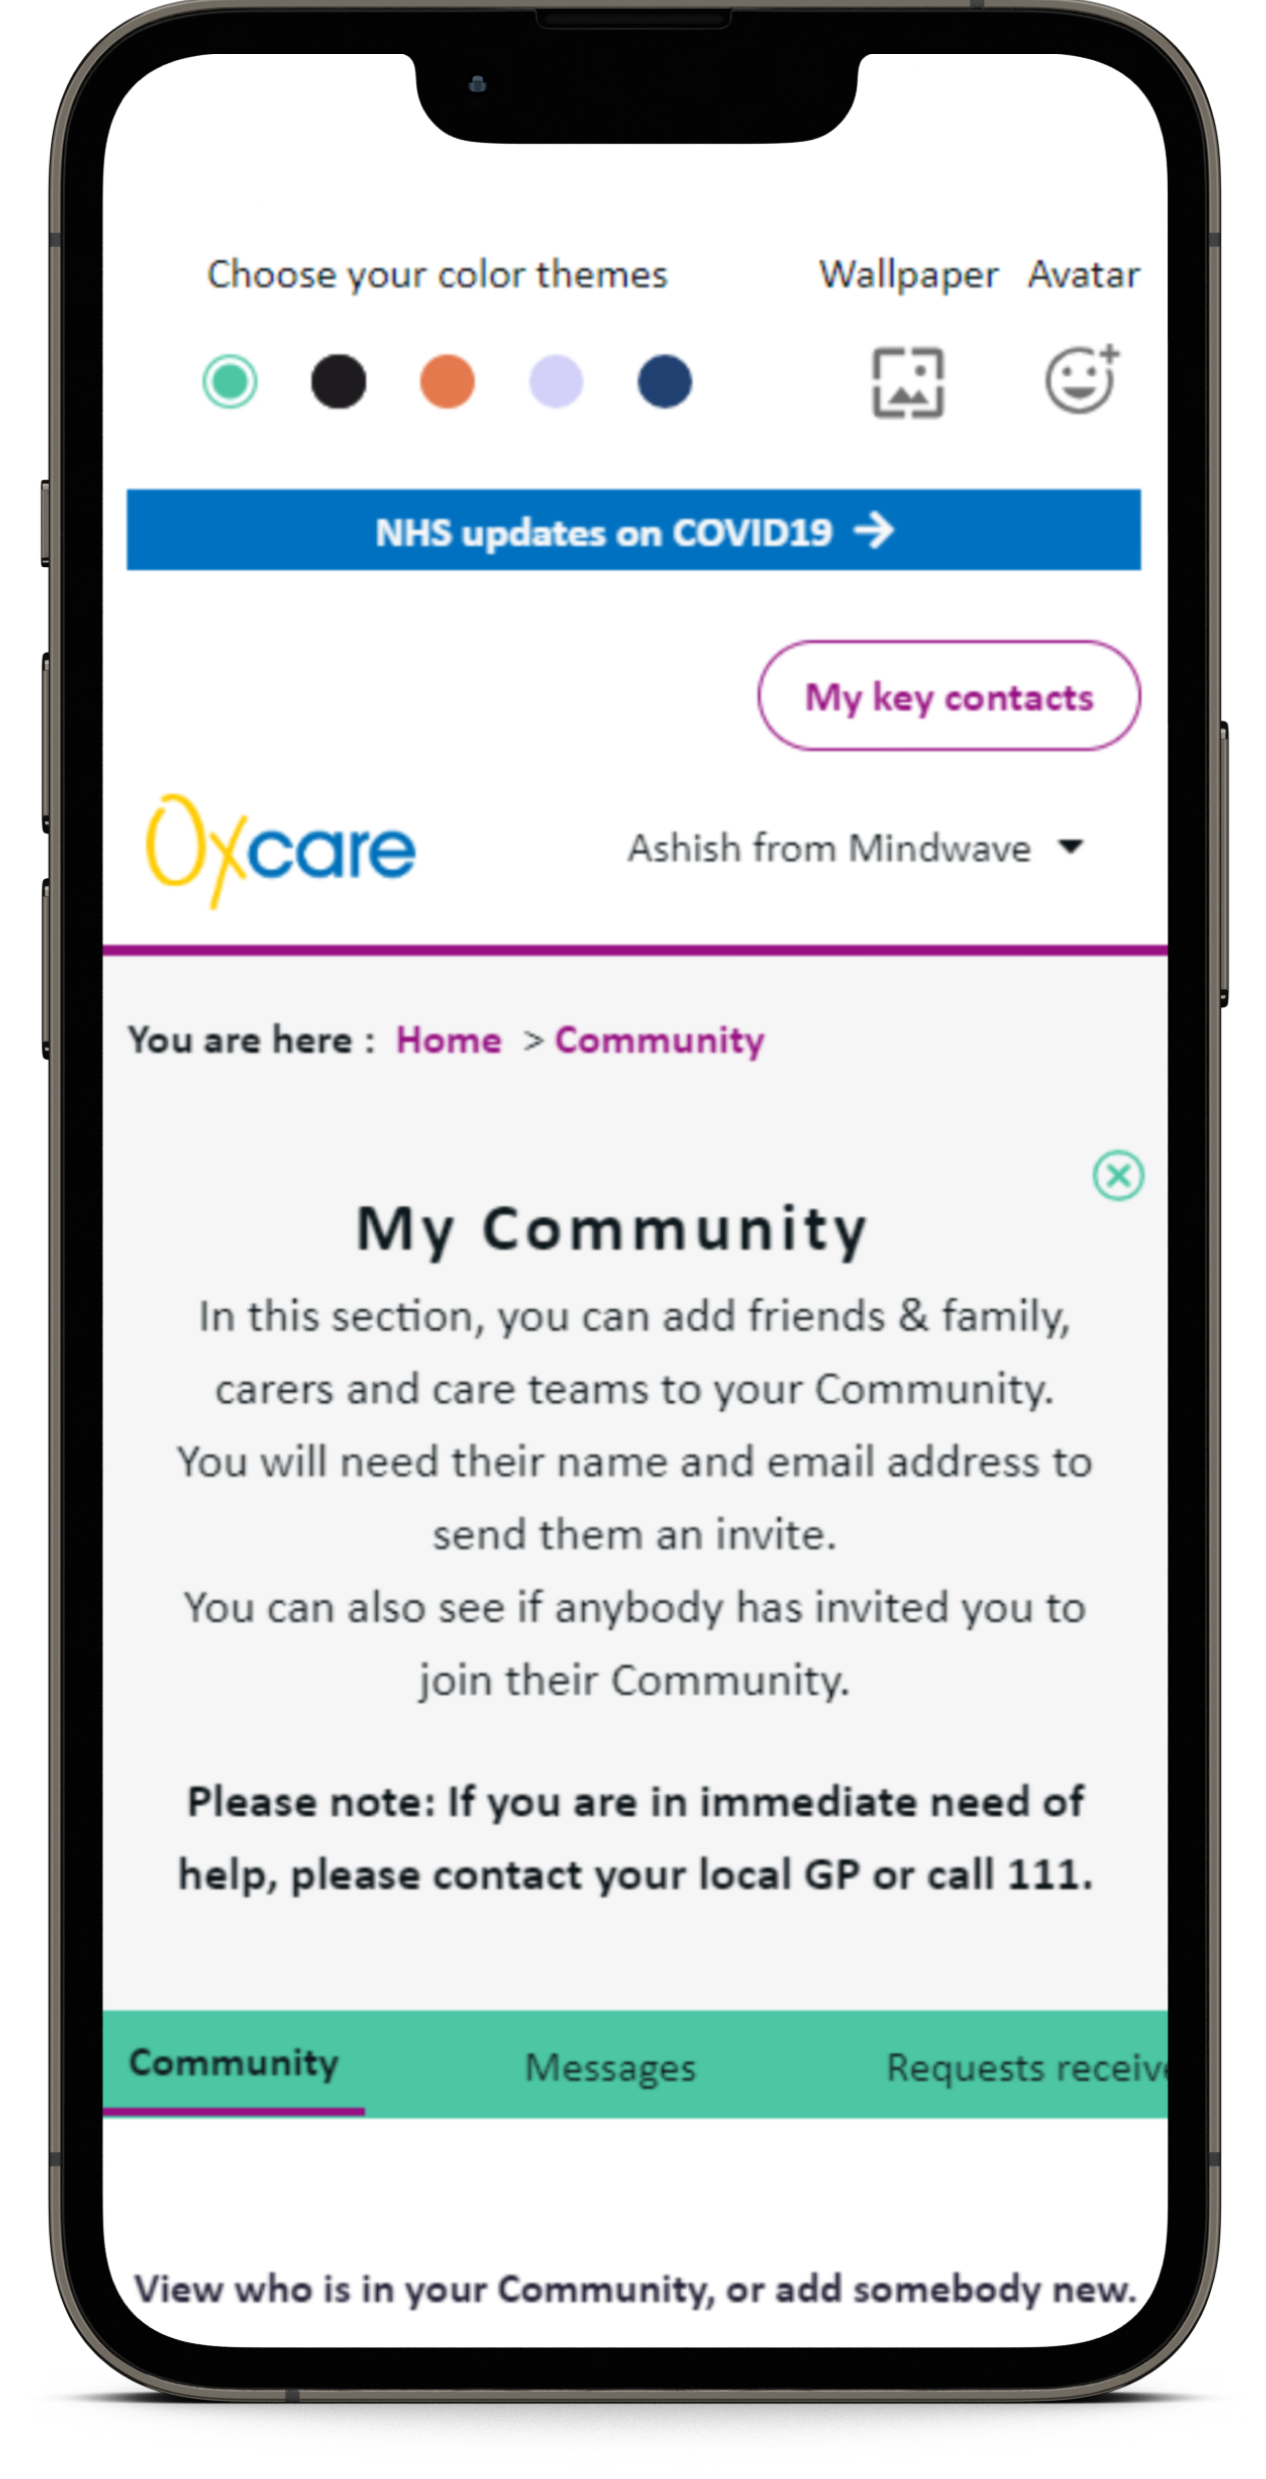 Choose your color themes
Wallpaper
Avatar
NHS updates on COVID19
My key contacts
Oxcare
Ashish from Mindwave
You are here : Home > Community
My Community
In this section, you can add friends & family,
carers and care teams to your Community.
You will need their name and email address to
send them an invite.
You can also see if anybody has invited you to
join their Community.
Please note: If you are in immediate need of
help, please contact your local GP or call 111.
Community
Messages
Requests receive
View who is in your Community, or add somebody new.